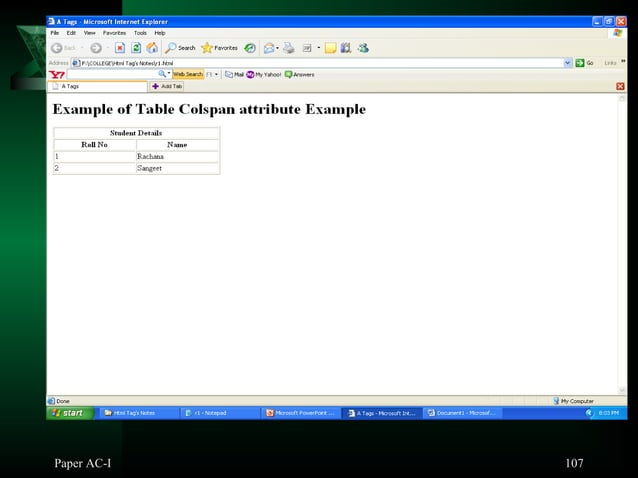 A Tags - Microsoft Internet Explorer
File Edit View Favorites Tools Help
Back Search Favorites
Address F:\COLLEGE\Html Tag's Notes\r1.html Go Links »
Y! Web Search Mail My Yahoo! Answers
A Tags Add Tab
Example of Table Colspan attribute Example
Student Details
Roll No Name
1 Rachana
2 Sangeet
Done My Computer
start Html Tag's Notes r1 - Notepad Microsoft PowerPoint ... A Tags - Microsoft Int... Document1 - Microsof... 8:03 PM
Paper AC-I 107